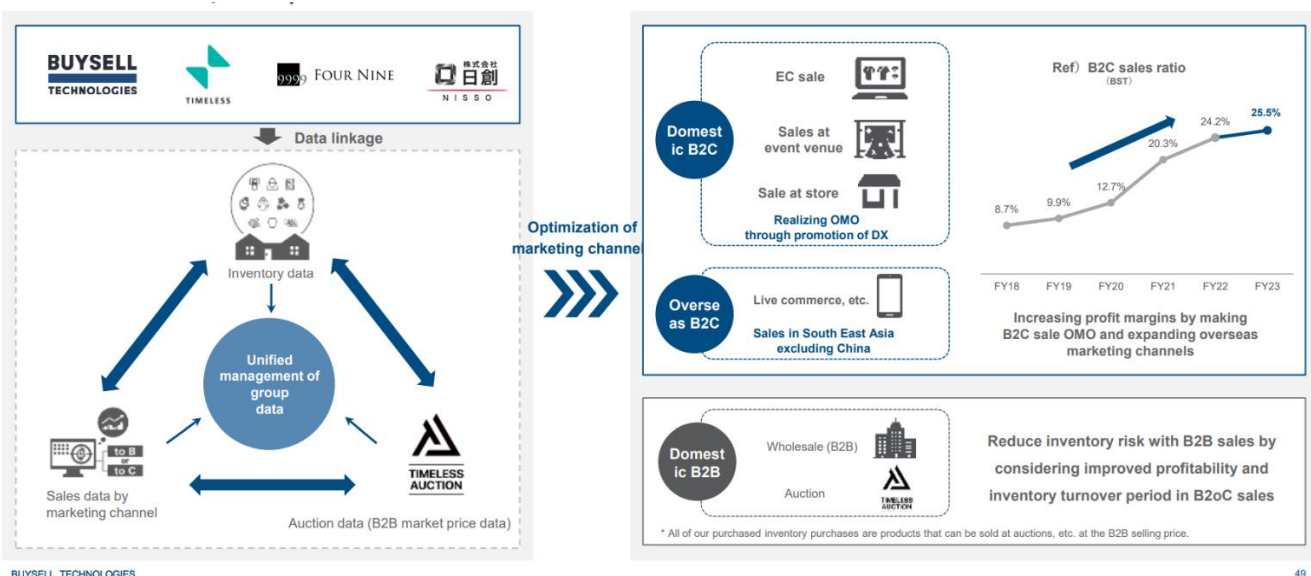 BUYSELL
TECHNOLOGIES
TIMELESS
9999 FOUR NINE
株式会社
日創
NISSO
Data linkage
Inventory data
Unified
management of
group
data
to B
or
to C
Sales data by
marketing channel
TIMELESS
AUCTION
Auction data (B2B market price data)
Optimization of
marketing channel
Domest
ic B2C
EC sale
Sales at
event venue
Sale at store
Realizing OMO
through promotion of DX
Overse
as B2C
Live commerce, etc.
Sales in South East Asia
excluding China
Ref）B2C sales ratio
(BST)
8.7%
9.9%
12.7%
20.3%
24.2%
25.5%
FY18
FY19
FY20
FY21
FY22
FY23
Increasing profit margins by making
B2C sale OMO and expanding overseas
marketing channels
Domest
ic B2B
Wholesale (B2B)
Auction
TIMELESS
AUCTION
Reduce inventory risk with B2B sales by
considering improved profitability and
inventory turnover period in B2oC sales
* All of our purchased inventory purchases are products that can be sold at auctions, etc. at the B2B selling price.
BUYSELL TECHNOLOGIES
49